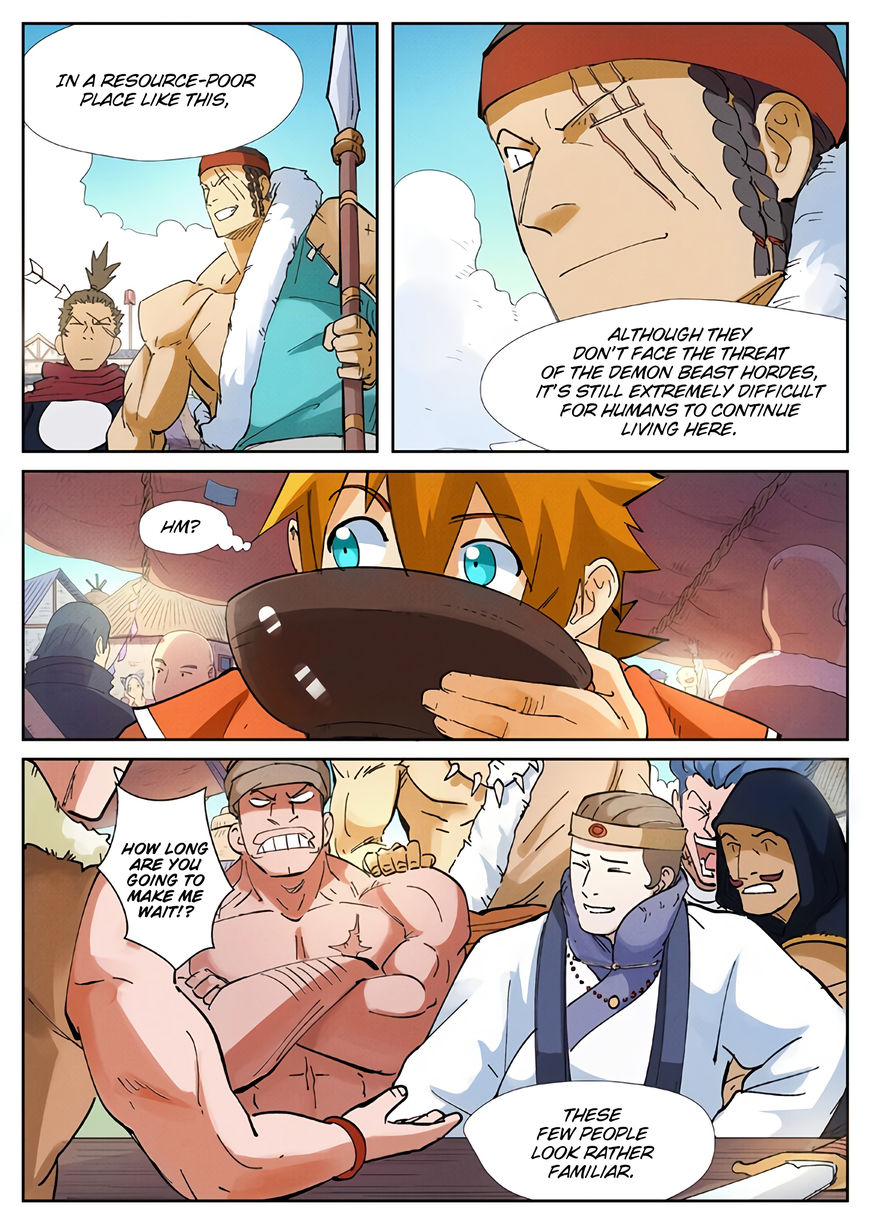 IN A RESOURCE-POOR
PLACE LIKE THIS,
ALTHOUGH THEY
DON'T FACE THE THREAT
OF THE DEMON BEAST HORDES,
IT'S STILL EXTREMELY DIFFICULT
FOR HUMANS TO CONTINUE
LIVING HERE.
HM?
HOW LONG
ARE YOU
GOING TO
MAKE ME
WAIT!?
THESE
FEW PEOPLE
LOOK RATHER
FAMILIAR.